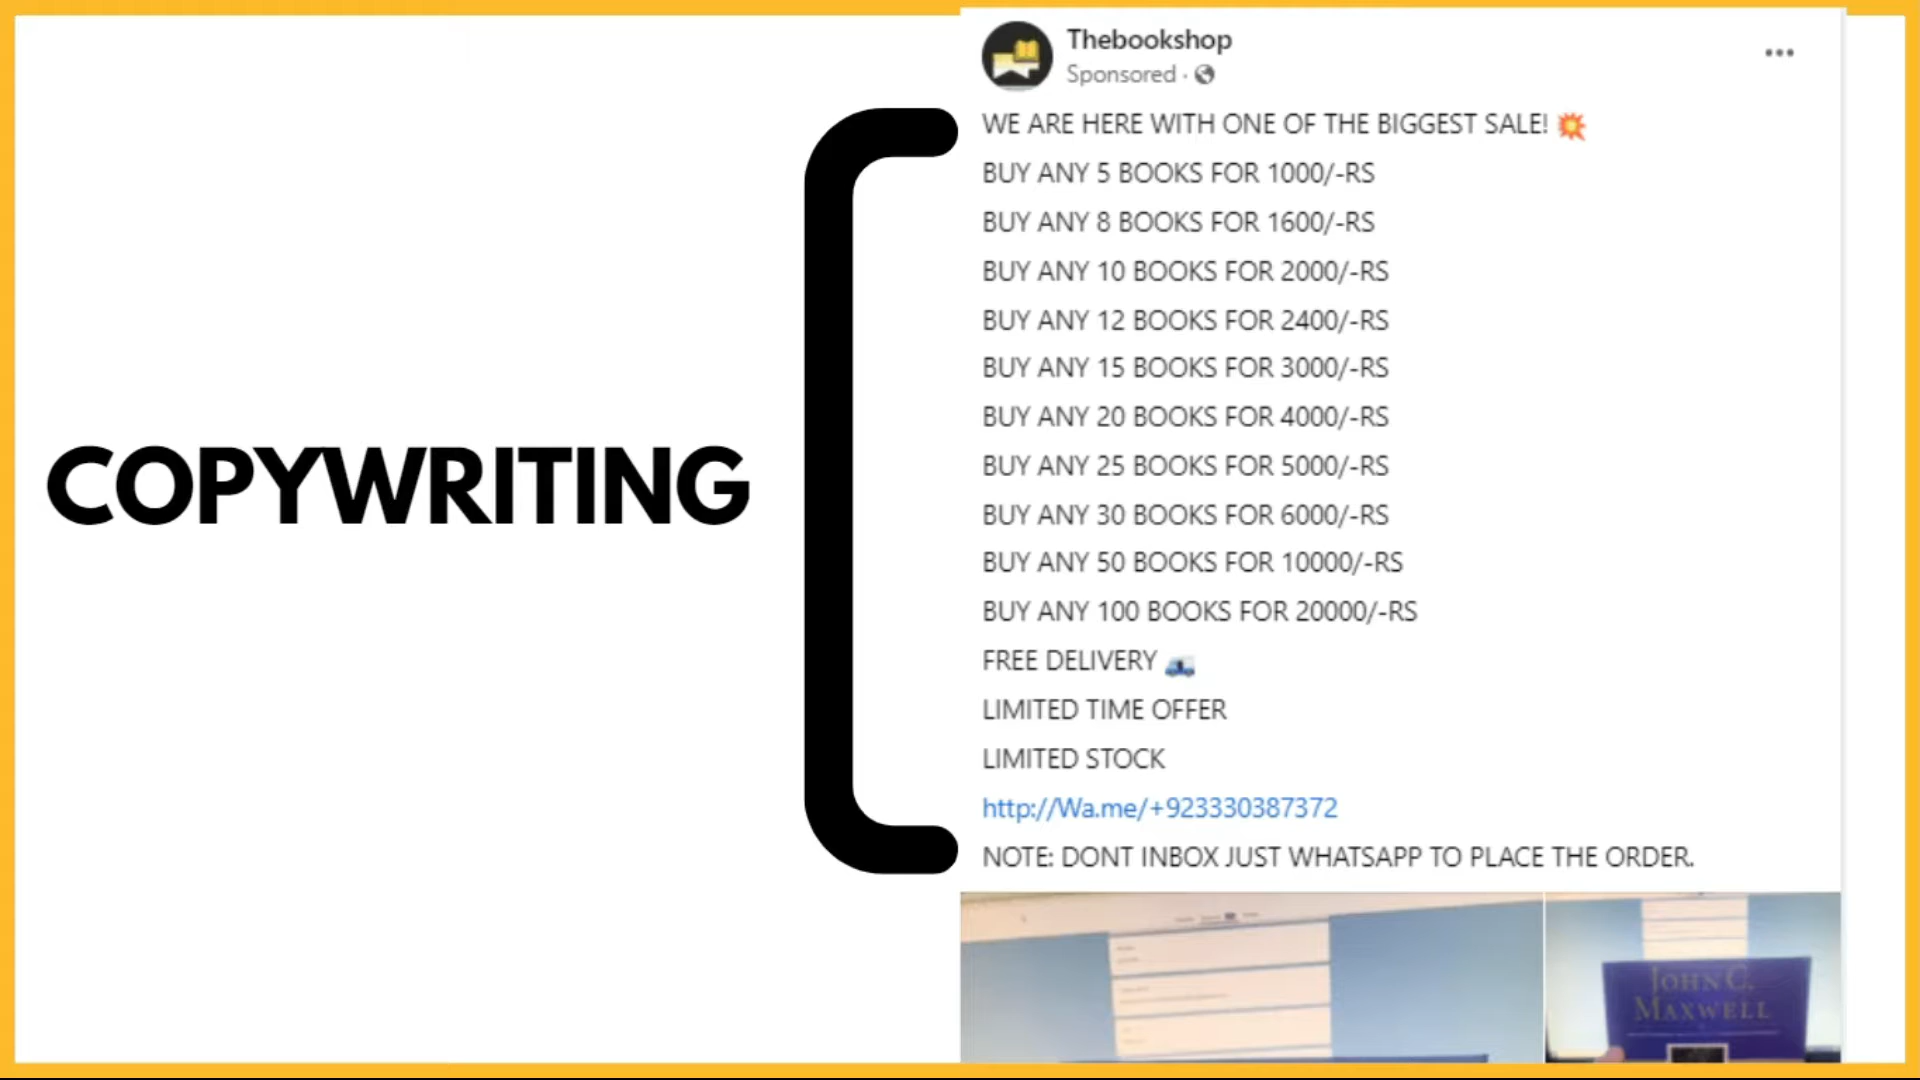 COPYWRITING
Thebookshop
Sponsored ·
WE ARE HERE WITH ONE OF THE BIGGEST SALE! 💥
BUY ANY 5 BOOKS FOR 1000/-RS
BUY ANY 8 BOOKS FOR 1600/-RS
BUY ANY 10 BOOKS FOR 2000/-RS
BUY ANY 12 BOOKS FOR 2400/-RS
BUY ANY 15 BOOKS FOR 3000/-RS
BUY ANY 20 BOOKS FOR 4000/-RS
BUY ANY 25 BOOKS FOR 5000/-RS
BUY ANY 30 BOOKS FOR 6000/-RS
BUY ANY 50 BOOKS FOR 10000/-RS
BUY ANY 100 BOOKS FOR 20000/-RS
FREE DELIVERY 🚚
LIMITED TIME OFFER
LIMITED STOCK
http://Wa.me/+923330387372
NOTE: DONT INBOX JUST WHATSAPP TO PLACE THE ORDER.
JOHN C.
MAXWELL